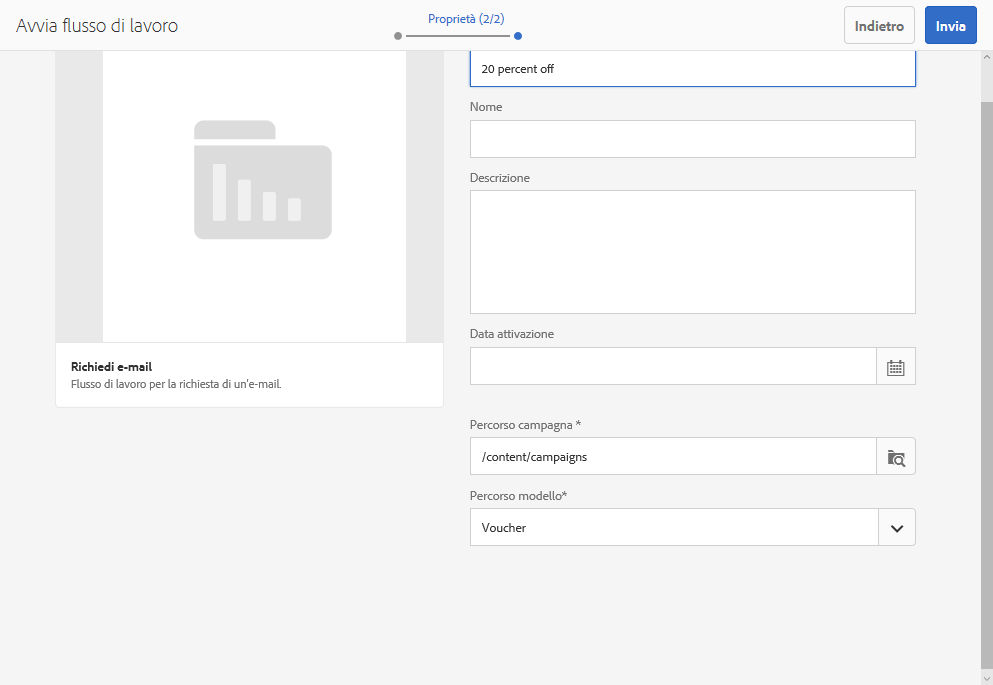 Avvia flusso di lavoro
Proprietà (2/2)
Indietro
Invia
20 percent off
Nome
Descrizione
Data attivazione
Richiedi e-mail
Flusso di lavoro per la richiesta di un'e-mail.
Percorso campagna *
/content/campaigns
Percorso modello*
Voucher